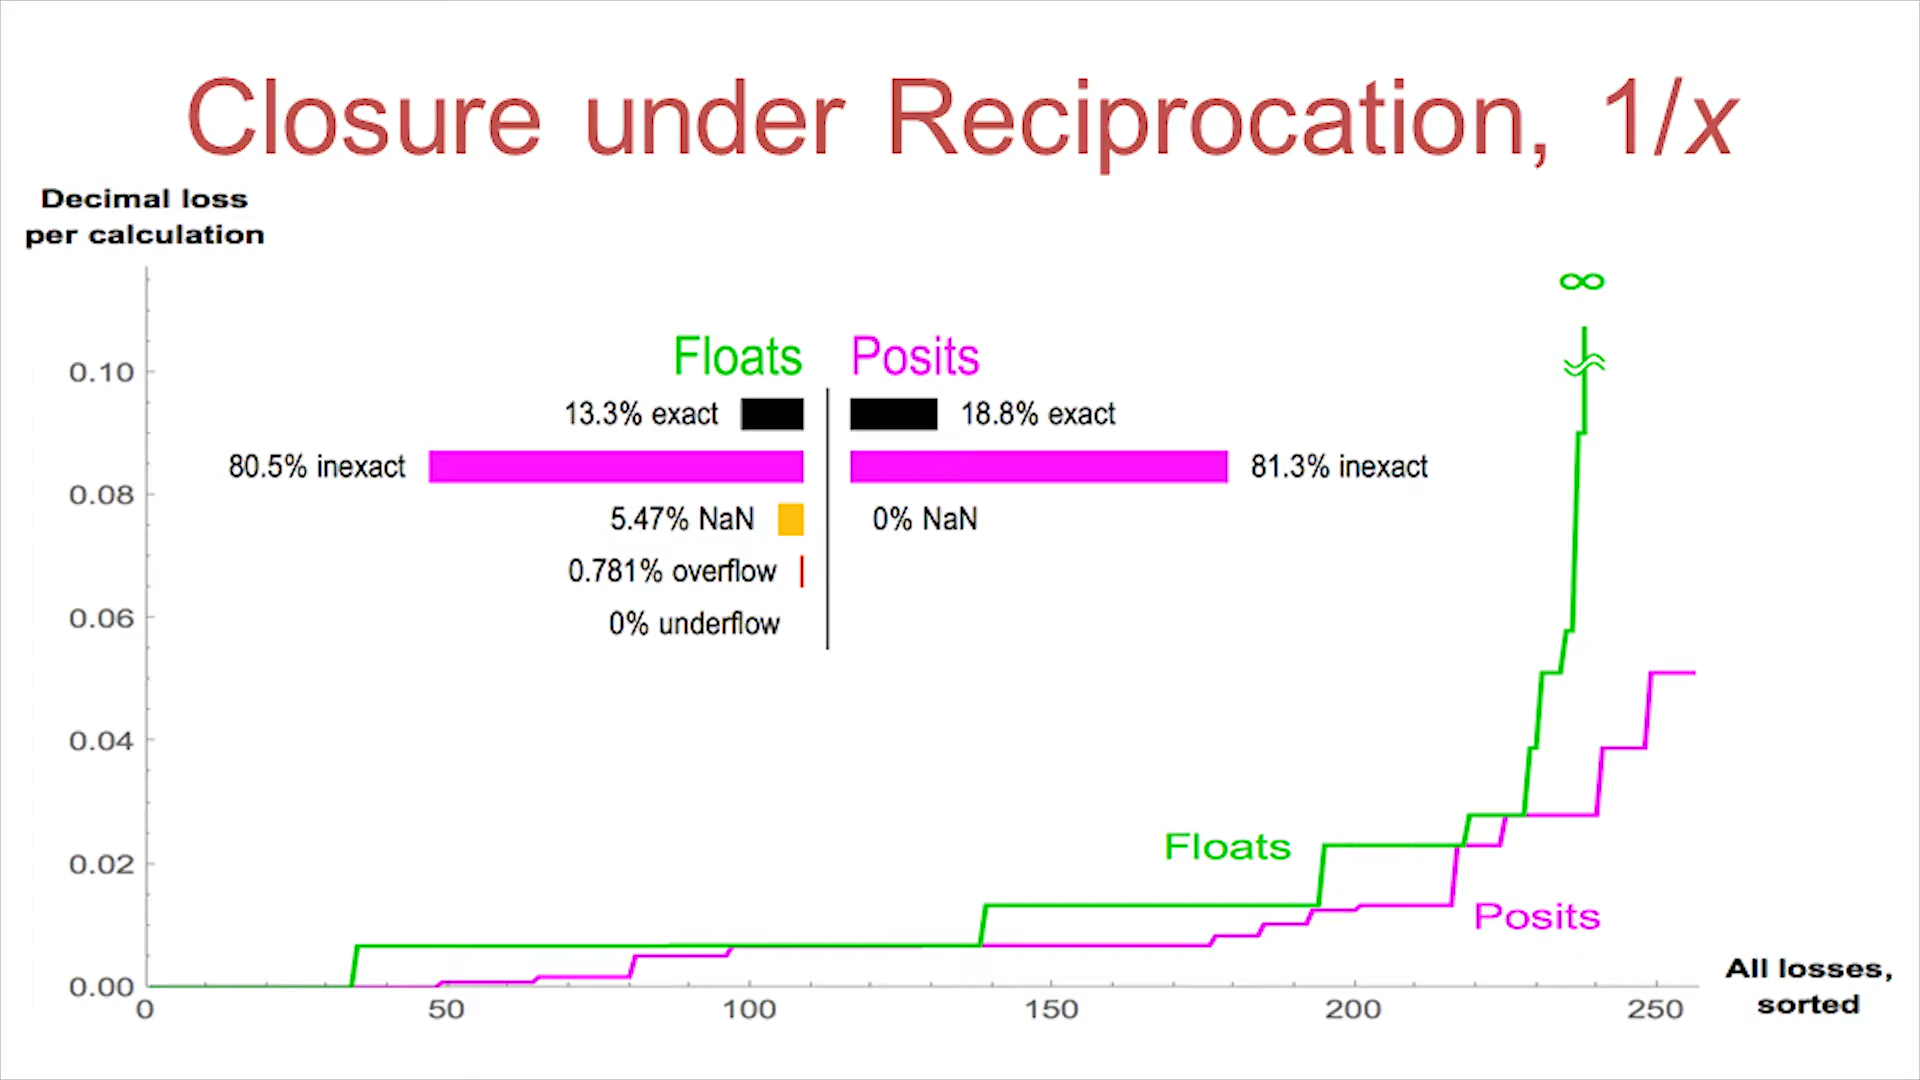 Closure under Reciprocation, 1/x
Decimal loss
per calculation
∞
Floats Posits
13.3% exact 18.8% exact
80.5% inexact 81.3% inexact
5.47% NaN 0% NaN
0.781% overflow
0% underflow
0.10
0.08
0.06
0.04
0.02
0.00
Floats
Posits
All losses,
sorted
0 50 100 150 200 250